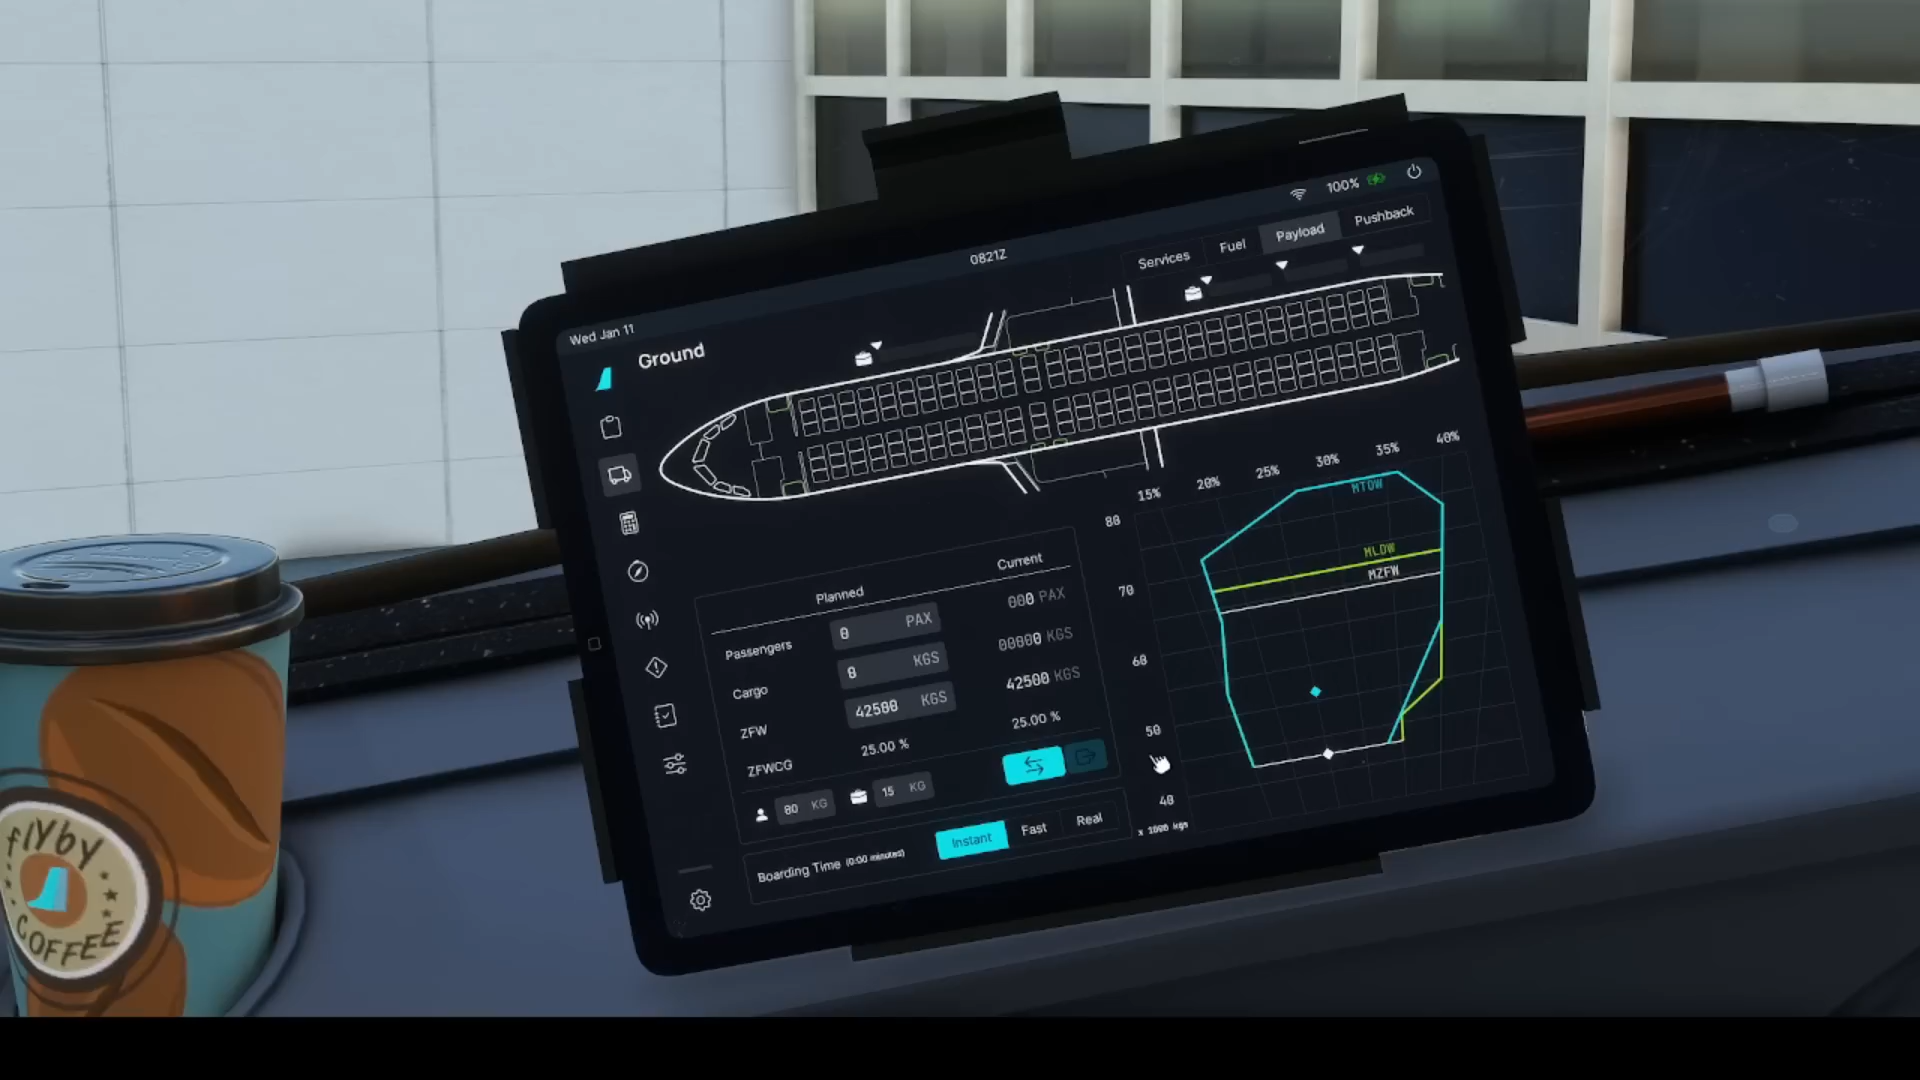 100%
0821Z
Wed Jan 11
Ground
Services
Fuel
Payload
Pushback
15%
20%
25%
30%
35%
40%
80
70
60
50
40
x 1000 kgs
MTOW
MLDW
MZFW
Planned
Current
Passengers
0 PAX
000 PAX
Cargo
0 KGS
00000 KGS
ZFW
42500 KGS
42500 KGS
ZFWCG
25.00 %
25.00 %
80 KG
15 KG
Boarding Time (0:00 minutes)
Instant
Fast
Real
flyby
COFFEE